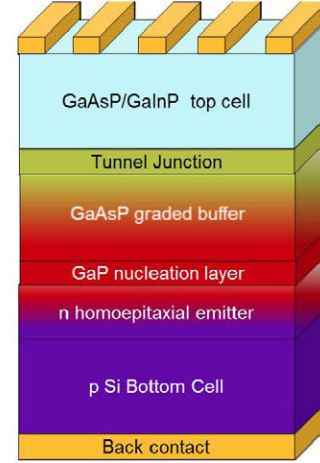 GaAsP/GaInP top cell
Tunnel Junction
GaAsP graded buffer
GaP nucleation layer
n homoepitaxial emitter
p Si Bottom Cell
Back contact